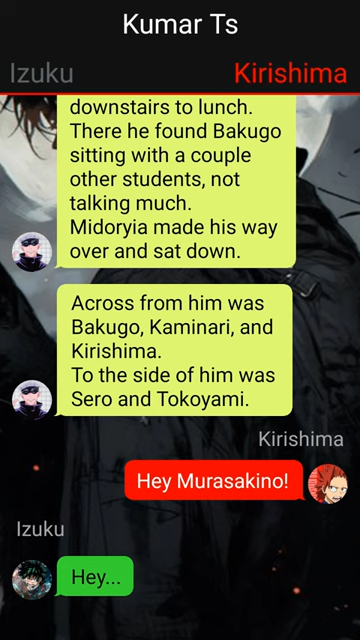 Kumar Ts
Izuku
Kirishima
downstairs to lunch.
There he found Bakugo
sitting with a couple
other students, not
talking much.
Midoryia made his way
over and sat down.
Across from him was
Bakugo, Kaminari, and
Kirishima.
To the side of him was
Sero and Tokoyami.
Kirishima
Hey Murasakino!
Izuku
Hey...